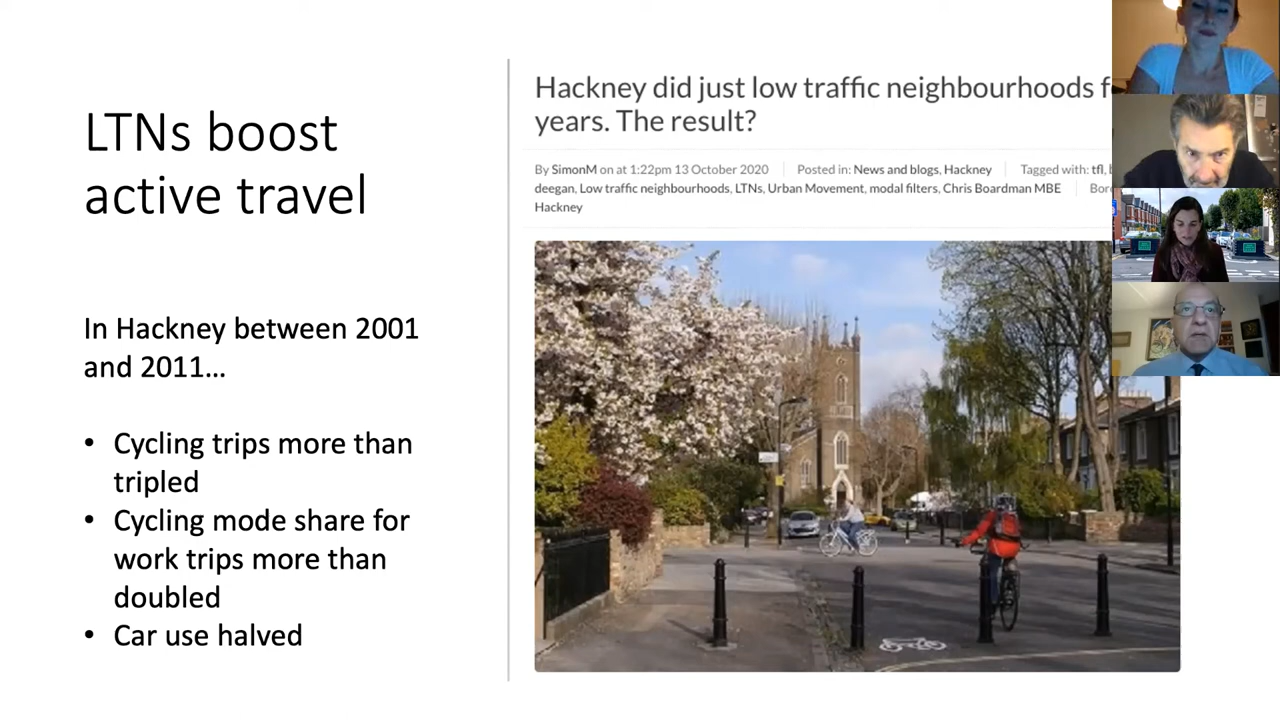 LTNs boost
active travel
In Hackney between 2001
and 2011...
• Cycling trips more than
tripled
• Cycling mode share for
work trips more than
doubled
• Car use halved
Hackney did just low traffic neighbourhoods f
years. The result?
By SimonM on at 1:22pm 13 October 2020 Posted in: News and blogs, Hackney Tagged with: tfl, b
deegan, Low traffic neighbourhoods, LTNs, Urban Movement, modal filters, Chris Boardman MBE Bor
Hackney